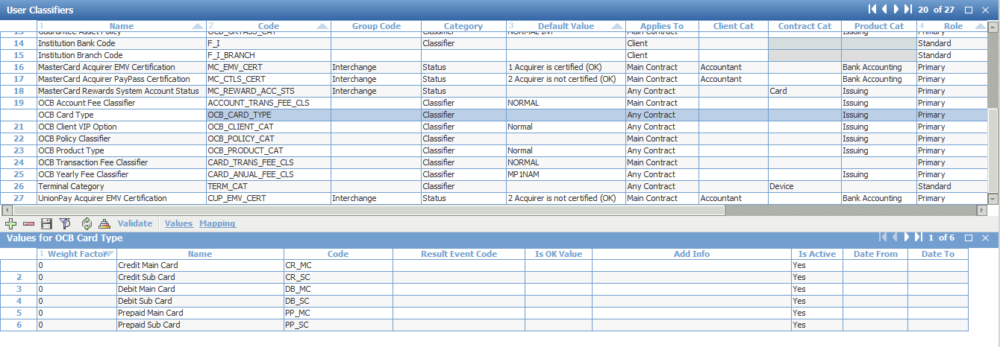 User Classifiers 20 of 27
1 Name 2 Code Group Code Category 3 Default Value Applies To Client Cat Contract Cat Product Cat 4 Role
13 Guarantee Asset Policy Classifier Main Contract Issuing Primary
14 Institution Bank Code F_I Classifier Client Standard
15 Institution Branch Code F_I_BRANCH Client Standard
16 MasterCard Acquirer EMV Certification MC_EMV_CERT Interchange Status 1 Acquirer is certified (OK) Main Contract Accountant Bank Accounting Primary
17 MasterCard Acquirer PayPass Certification MC_CTLS_CERT Interchange Status 2 Acquirer is not certified (OK) Main Contract Accountant Bank Accounting Primary
18 MasterCard Rewards System Account Status MC_REWARD_ACC_STS Interchange Status Any Contract Card Issuing Primary
19 OCB Account Fee Classifier ACCOUNT_TRANS_FEE_CLS Classifier NORMAL Main Contract Issuing Primary
OCB Card Type OCB_CARD_TYPE Classifier Any Contract Issuing Primary
21 OCB Client VIP Option OCB_CLIENT_CAT Classifier Normal Any Contract Issuing Primary
22 OCB Policy Classifier OCB_POLICY_CAT Classifier Main Contract Issuing Primary
23 OCB Product Type OCB_PRODUCT_CAT Classifier Normal Any Contract Issuing Primary
24 OCB Transaction Fee Classifier CARD_TRANS_FEE_CLS Classifier NORMAL Main Contract Primary
25 OCB Yearly Fee Classifier CARD_ANUAL_FEE_CLS Classifier MP1NAM Any Contract Issuing Primary
26 Terminal Category TERM_CAT Classifier Any Contract Device Standard
27 UnionPay Acquirer EMV Certification CUP_EMV_CERT Interchange Status 2 Acquirer is not certified (OK) Main Contract Accountant Bank Accounting Primary
Validate Values Mapping
Values for OCB Card Type 1 of 6
1 Weight Factor Name Code Result Event Code Is OK Value Add Info Is Active Date From Date To
0 Credit Main Card CR_MC Yes
2 0 Credit Sub Card CR_SC Yes
3 0 Debit Main Card DB_MC Yes
4 0 Debit Sub Card DB_SC Yes
5 0 Prepaid Main Card PP_MC Yes
6 0 Prepaid Sub Card PP_SC Yes